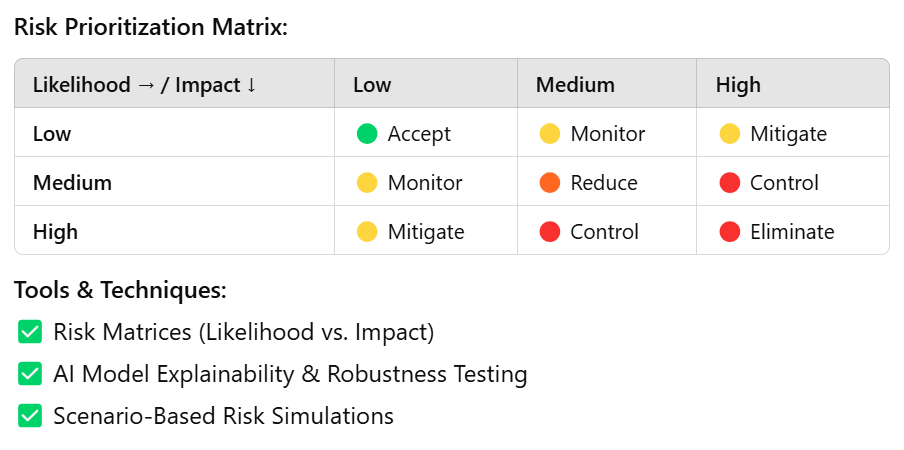 Risk Prioritization Matrix:
Likelihood → / Impact ↓ Low Medium High
Low Accept Monitor Mitigate
Medium Monitor Reduce Control
High Mitigate Control Eliminate
Tools & Techniques:
Risk Matrices (Likelihood vs. Impact)
AI Model Explainability & Robustness Testing
Scenario-Based Risk Simulations